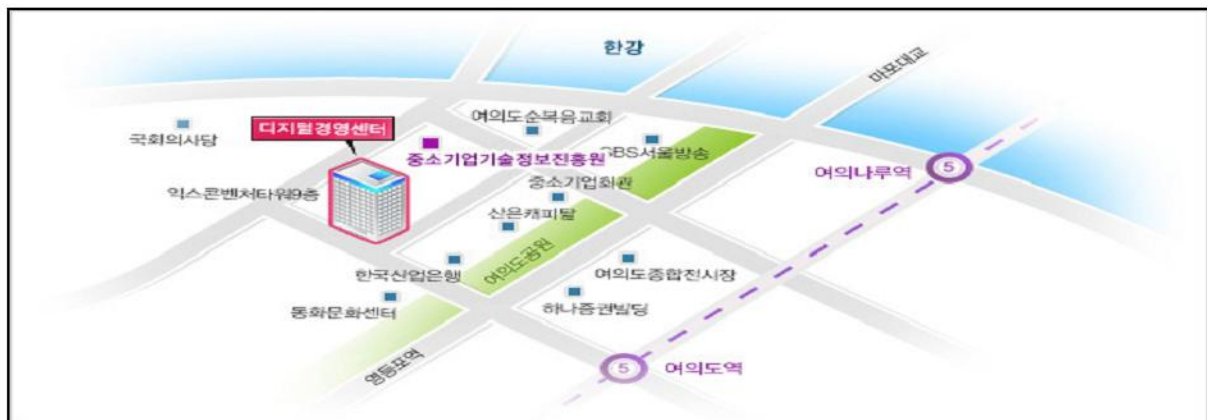 한강
마포대교
여의도순복음교회
국회의사당
디지털경영센터
SBS서울방송
중소기업기술정보진흥원
여의나루역
5
중소기업회관
익스콘벤처타워9층
산은캐피탈
여의도공원
한국산업은행
여의도종합전시장
동화문화센터
하나증권빌딩
영등포역
5
여의도역